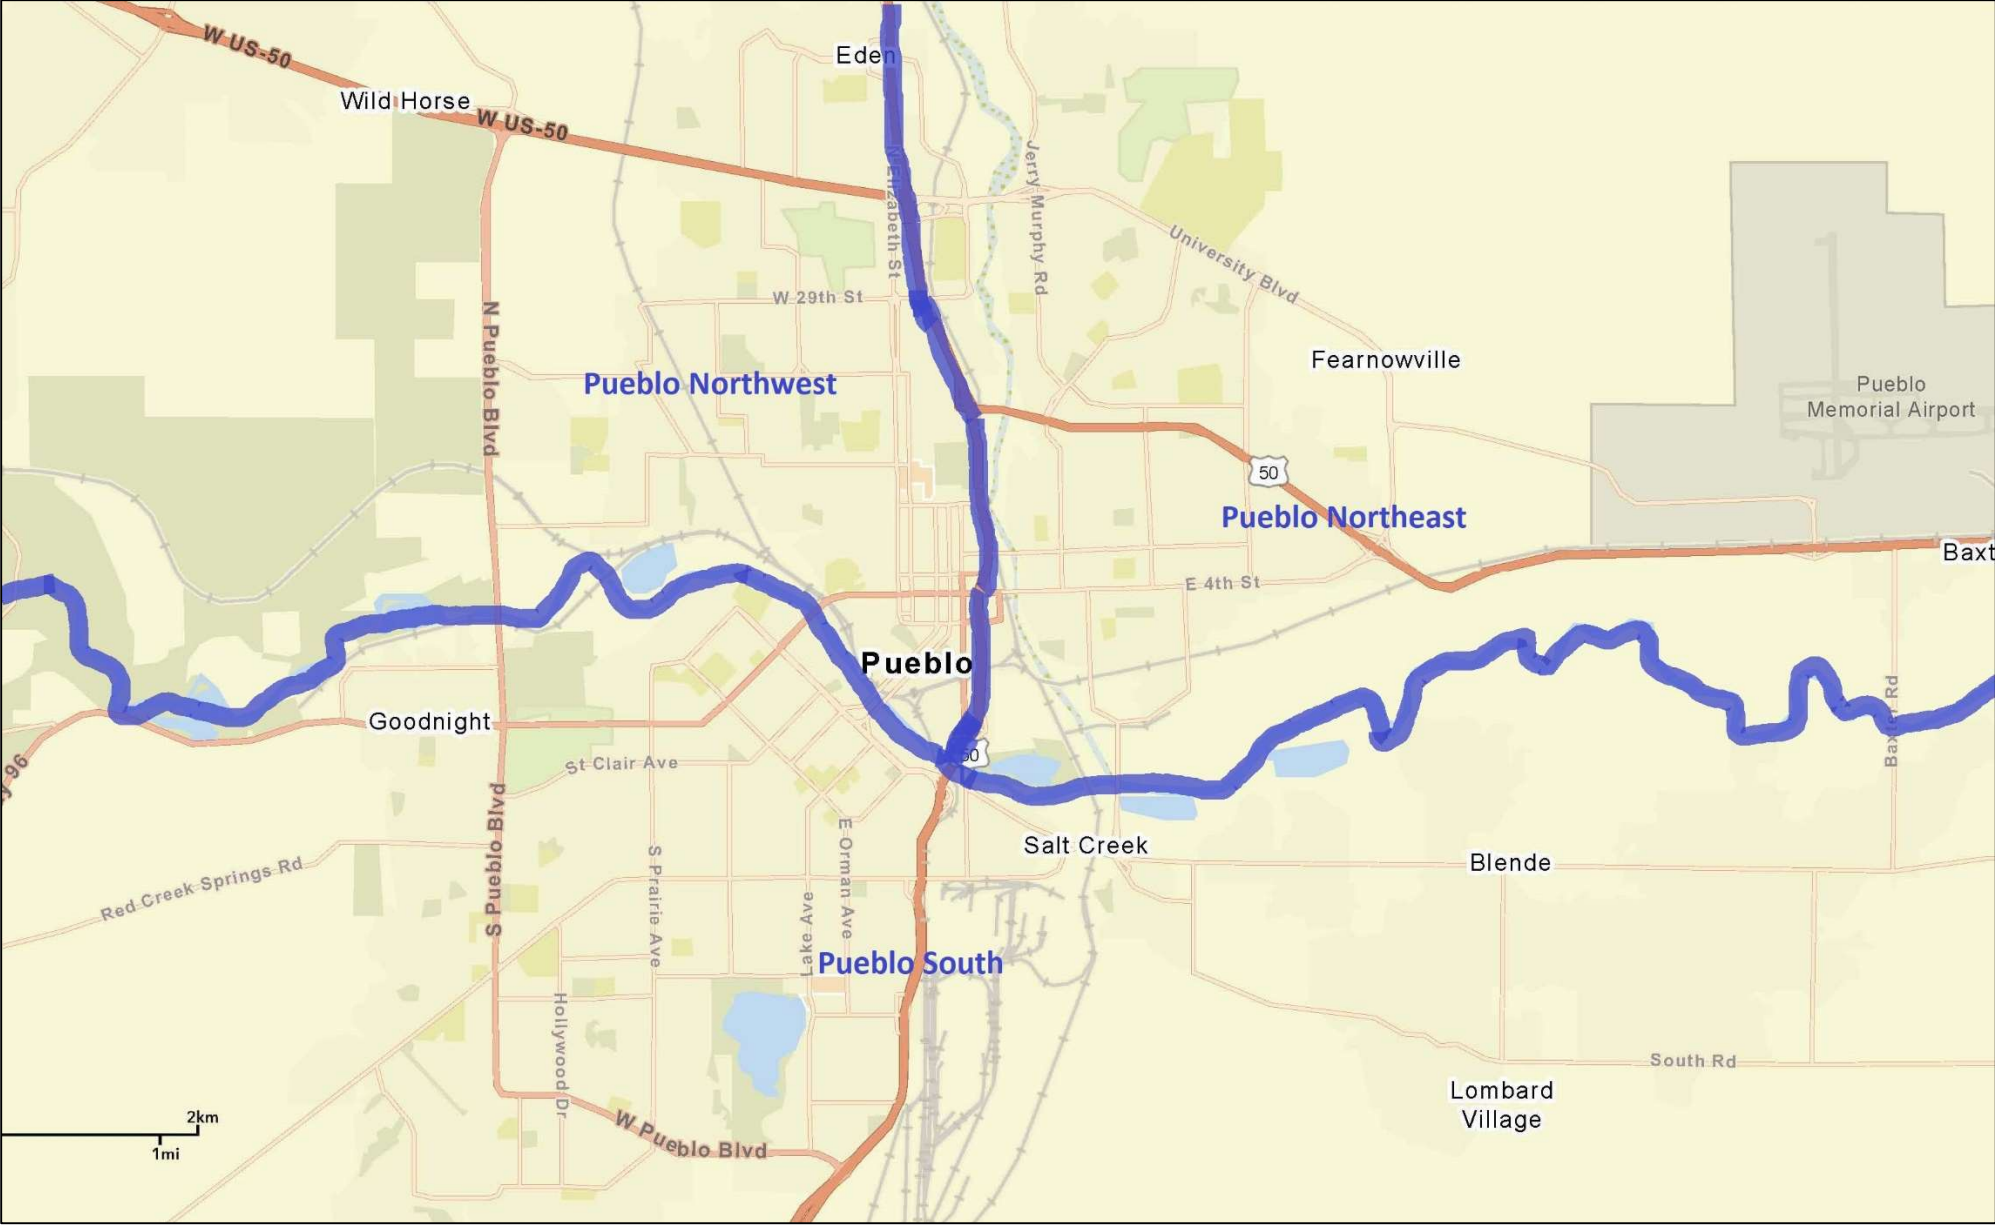 W US-50
Eden
Wild Horse
W US-50
N Elizabeth St
Jerry Murphy Rd
University Blvd
W 29th St
N Pueblo Blvd
Fearnowville
Pueblo Northwest
Pueblo
Memorial Airport
50
Pueblo Northeast
Baxt
E 4th St
Pueblo
Goodnight
50
Baxter Rd
St Clair Ave
96
S Pueblo Blvd
Salt Creek
Blende
Red Creek Springs Rd
S Prairie Ave
E Orman Ave
Lake Ave
Pueblo South
Hollywood Dr
South Rd
Lombard
Village
W Pueblo Blvd
2km
1mi